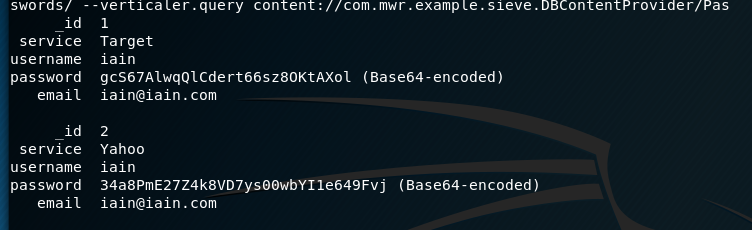 swords/ --verticaler.query content://com.mwr.example.sieve.DBContentProvider/Pas
_id 1
service Target
username iain
password gcS67AlwqQlCdert66sz8OKtAXol (Base64-encoded)
email iain@iain.com
_id 2
service Yahoo
username iain
password 34a8PmE27Z4k8VD7ys00wbYI1e649Fvj (Base64-encoded)
email iain@iain.com